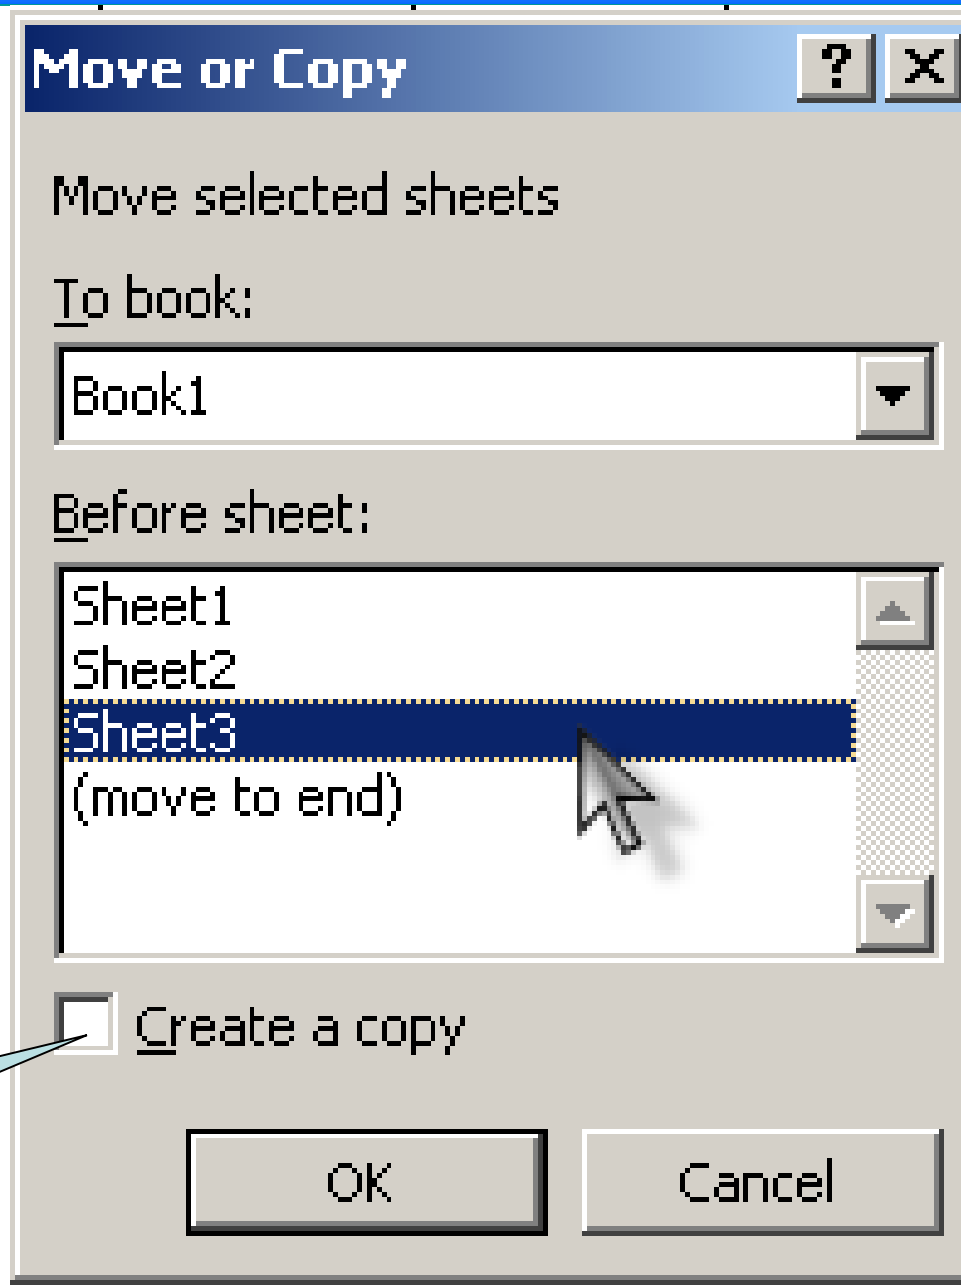 Move or Copy ? X
Move selected sheets
To book:
Book1
Before sheet:
Sheet1
Sheet2
Sheet3
(move to end)
Create a copy
OK Cancel